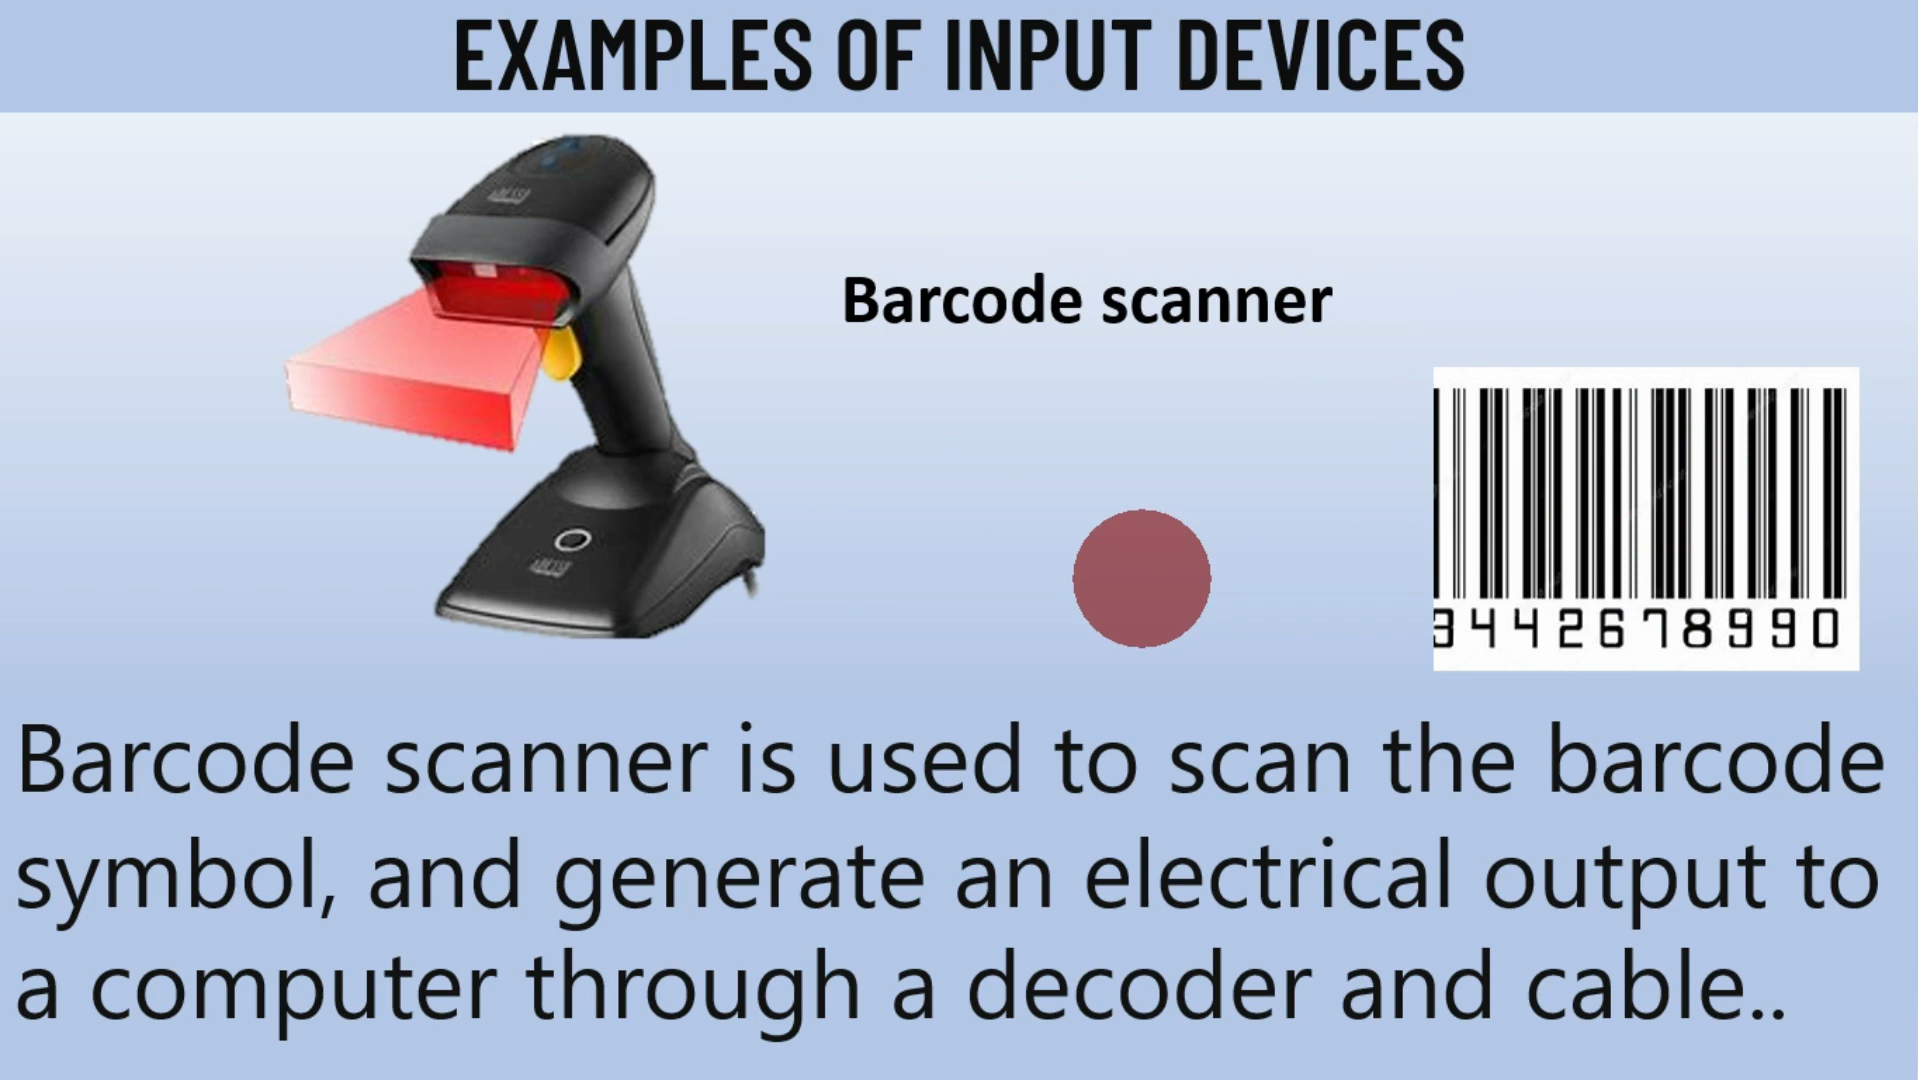 EXAMPLES OF INPUT DEVICES
Barcode scanner
3442678990
Barcode scanner is used to scan the barcode
symbol, and generate an electrical output to
a computer through a decoder and cable..